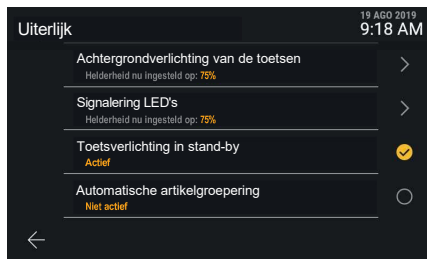 19 AGO 2019
Uiterlijk
9:18 AM
Achtergrondverlichting van de toetsen
Helderheid nu ingesteld op: 75%
Signalering LED's
Helderheid nu ingesteld op: 75%
Toetsverlichting in stand-by
Actief
Automatische artikelgroepering
Niet actief